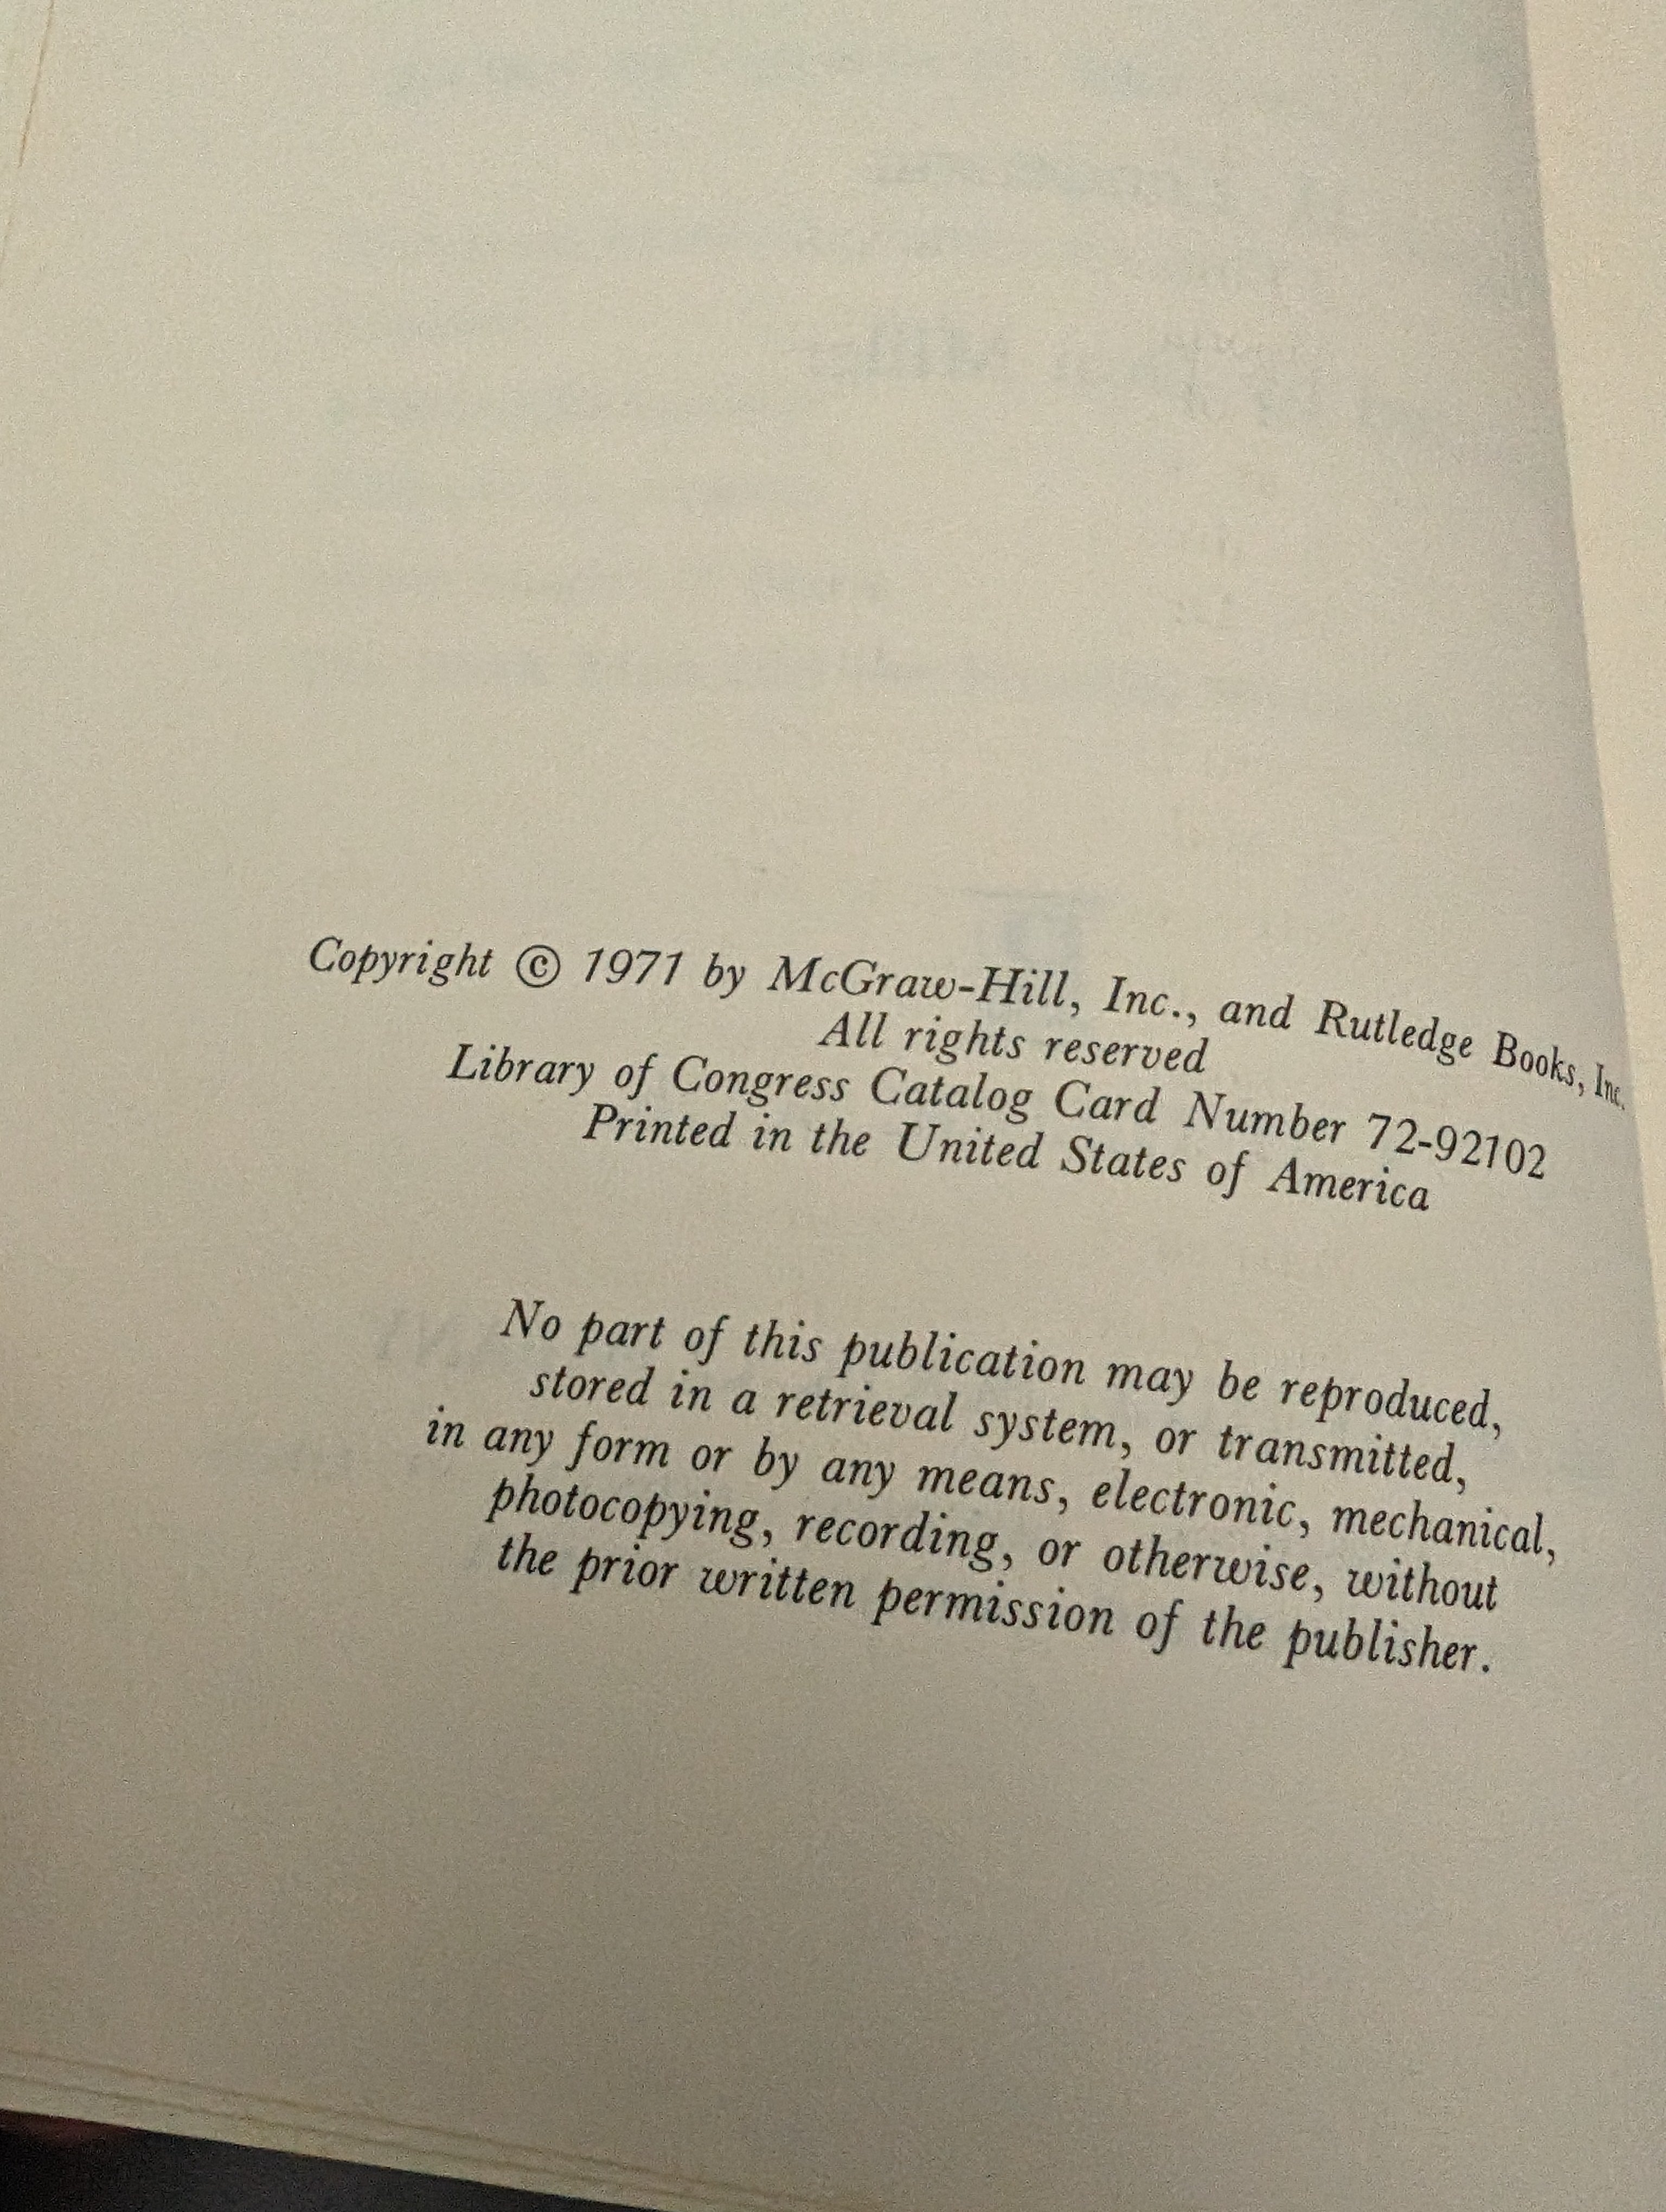 Copyright © 1971 by McGraw-Hill, Inc., and Rutledge Books, Inc.
All rights reserved
Library of Congress Catalog Card Number 72-92102
Printed in the United States of America
No part of this publication may be reproduced,
stored in a retrieval system, or transmitted,
in any form or by any means, electronic, mechanical,
photocopying, recording, or otherwise, without
the prior written permission of the publisher.